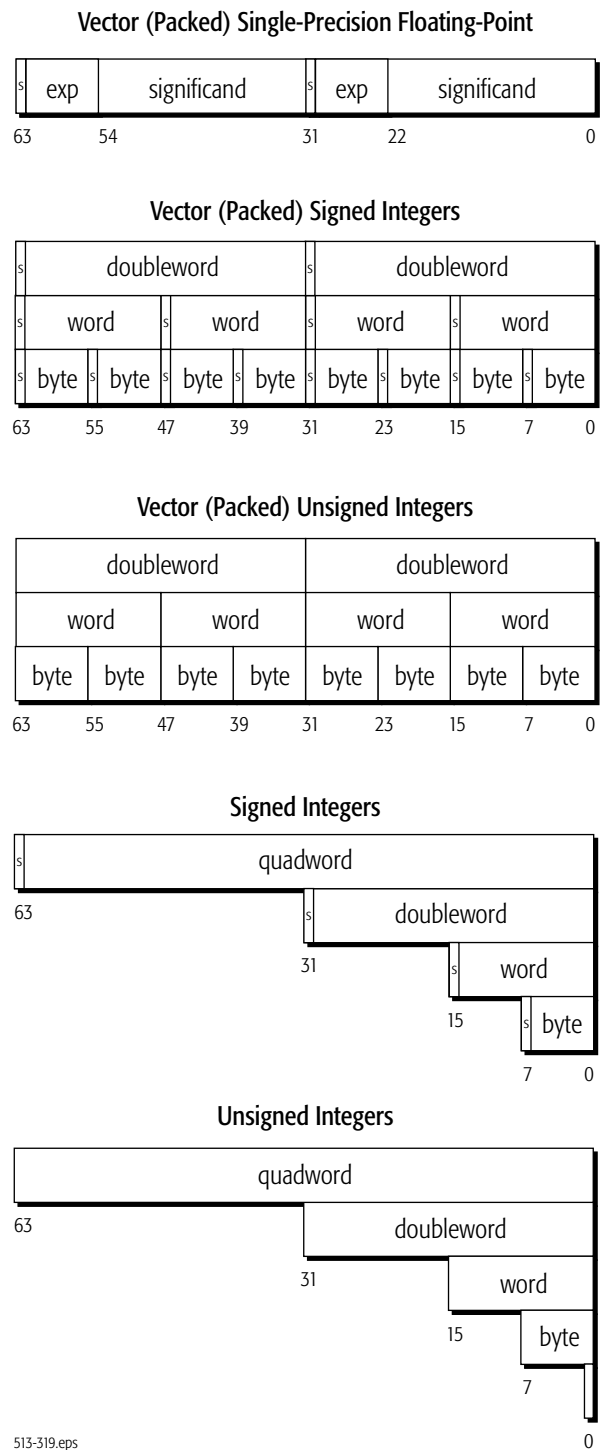 Vector (Packed) Single-Precision Floating-Point
s exp significand s exp significand
63 54 31 22 0
Vector (Packed) Signed Integers
s doubleword s doubleword
s word s word s word s word
s byte s byte s byte s byte s byte s byte s byte s byte
63 55 47 39 31 23 15 7 0
Vector (Packed) Unsigned Integers
doubleword doubleword
word word word word
byte byte byte byte byte byte byte byte
63 55 47 39 31 23 15 7 0
Signed Integers
s quadword
63 s doubleword
31 s word
15 s byte
7 0
Unsigned Integers
quadword
63 doubleword
31 word
15 byte
7
513-319.eps 0